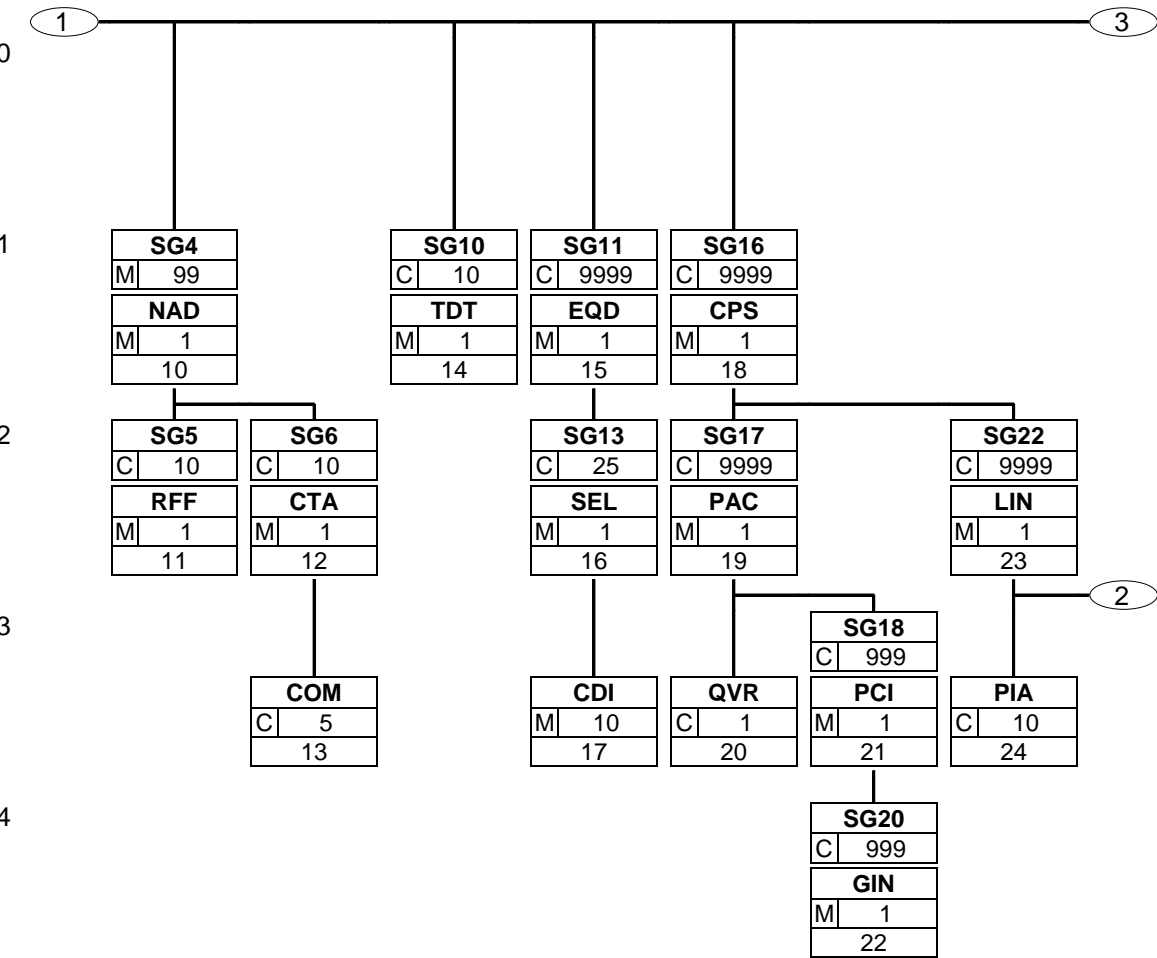 1 3
0
1 SG4 SG10 SG11 SG16
M 99 C 10 C 9999 C 9999
NAD TDT EQD CPS
M 1 M 1 M 1 M 1
10 14 15 18
2 SG5 SG6 SG13 SG17 SG22
C 10 C 10 C 25 C 9999 C 9999
RFF CTA SEL PAC LIN
M 1 M 1 M 1 M 1 M 1
11 12 16 19 23
2
3 SG18
C 999
COM CDI QVR PCI PIA
C 5 M 10 C 1 M 1 C 10
13 17 20 21 24
4 SG20
C 999
GIN
M 1
22